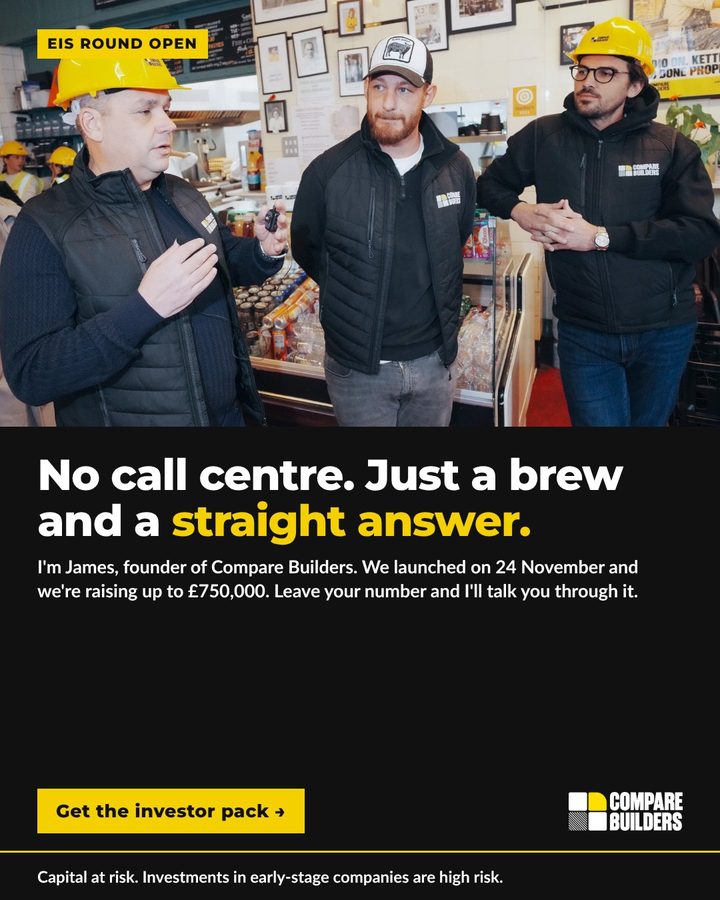 EIS ROUND OPEN
COMPARE
BUILDERS
No call centre. Just a brew
and a straight answer.
I'm James, founder of Compare Builders. We launched on 24 November and
we're raising up to £750,000. Leave your number and I'll talk you through it.
Get the investor pack →
COMPARE
BUILDERS
Capital at risk. Investments in early-stage companies are high risk.